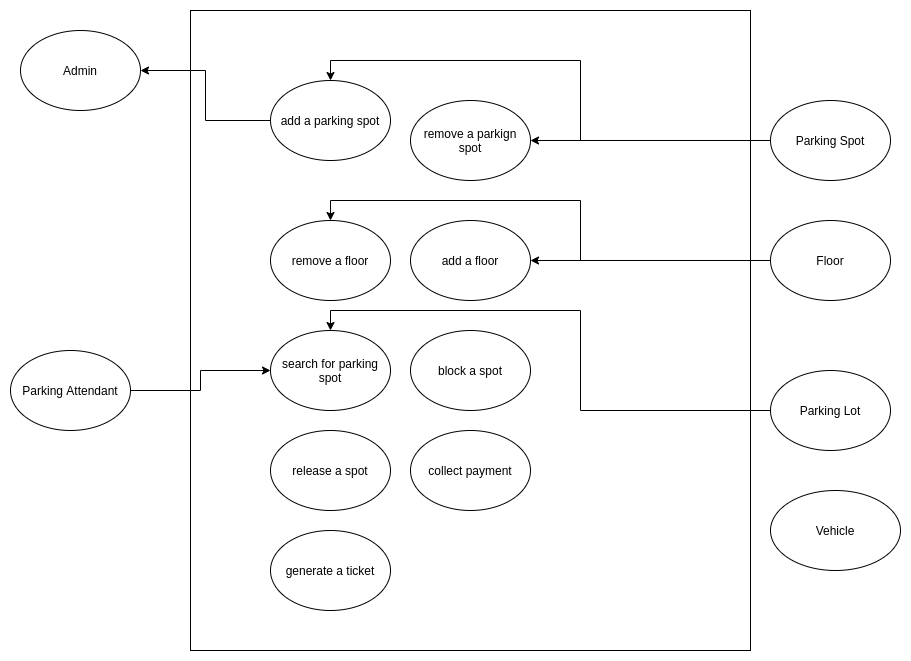 Admin
add a parking spot
remove a parkign
spot
Parking Spot
remove a floor
add a floor
Floor
search for parking
spot
block a spot
Parking Attendant
Parking Lot
release a spot
collect payment
Vehicle
generate a ticket